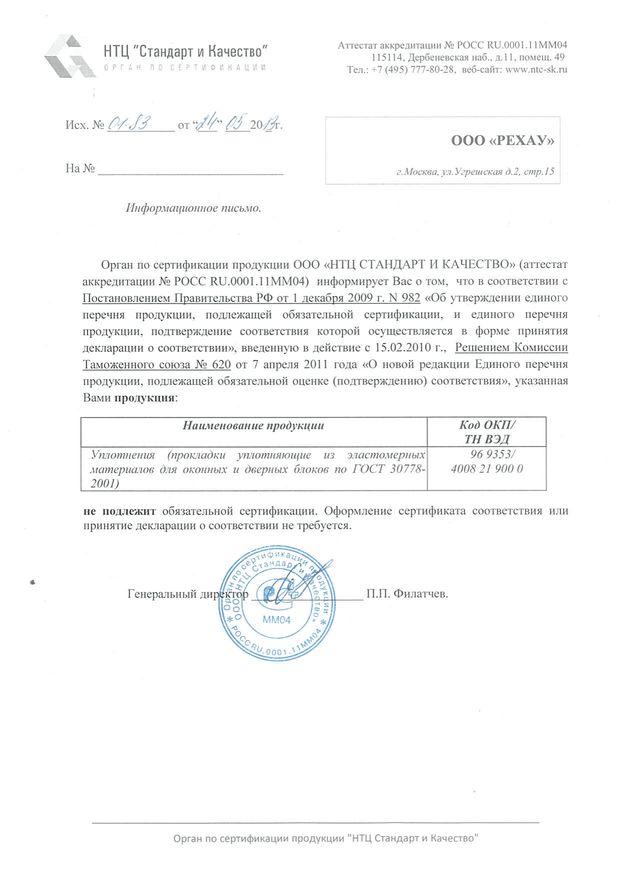 НТЦ "Стандарт и Качество"
ОРГАН ПО СЕРТИФИКАЦИИ
Аттестат аккредитации № РОСС RU.0001.11ММ04
115114, Дербеневская наб., д.11, помещ. 49
Тел.: +7 (495) 777-80-28, веб-сайт: www.ntc-sk.ru
Исх. № 01-83 от "24" 05 2013г.
На №
ООО «РЕХАУ»
г.Москва, ул.Угрешская д.2, стр.15
Информационное письмо.
Орган по сертификации продукции ООО «НТЦ СТАНДАРТ И КАЧЕСТВО» (аттестат
аккредитации № РОСС RU.0001.11ММ04) информирует Вас о том, что в соответствии с
Постановлением Правительства РФ от 1 декабря 2009 г. N 982 «Об утверждении единого
перечня продукции, подлежащей обязательной сертификации, и единого перечня
продукции, подтверждение соответствия которой осуществляется в форме принятия
декларации о соответствии», введенную в действие с 15.02.2010 г., Решением Комиссии
Таможенного союза № 620 от 7 апреля 2011 года «О новой редакции Единого перечня
продукции, подлежащей обязательной оценке (подтверждению) соответствия», указанная
Вами продукция:
Наименование продукции
Код ОКП/
ТН ВЭД
Уплотнения (прокладки уплотняющие из эластомерных
материалов для оконных и дверных блоков по ГОСТ 30778-
2001)
96 9353/
4008 21 900 0
не подлежит обязательной сертификации. Оформление сертификата соответствия или
принятие декларации о соответствии не требуется.
Генеральный директор П.П. Филатчев.
Орган по сертификации продукции
ООО "НТЦ Стандарт и Качество"
ММ04
РОСС RU.0001.11ММ04
Орган по сертификации продукции "НТЦ Стандарт и Качество"